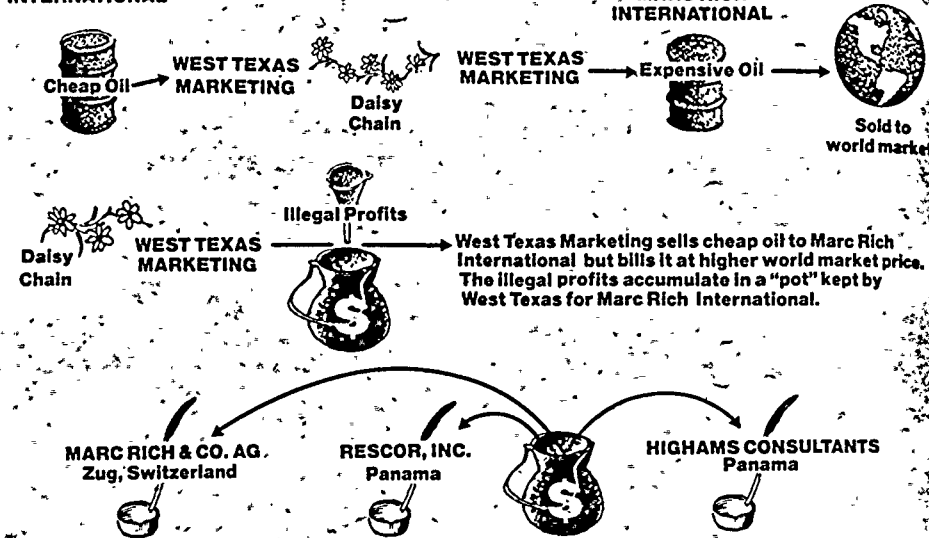 INTERNATIONAL
INTERNATIONAL
Cheap Oil
WEST TEXAS
MARKETING
Daisy
Chain
WEST TEXAS
MARKETING
Expensive Oil
Sold to
world market
Daisy
Chain
WEST TEXAS
MARKETING
Illegal Profits
$
West Texas Marketing sells cheap oil to Marc Rich
International but bills it at higher world market price.
The illegal profits accumulate in a "pot" kept by
West Texas for Marc Rich International.
MARC RICH & CO. AG.
Zug, Switzerland
RESCOR, INC.
Panama
$
HIGHAMS CONSULTANTS
Panama